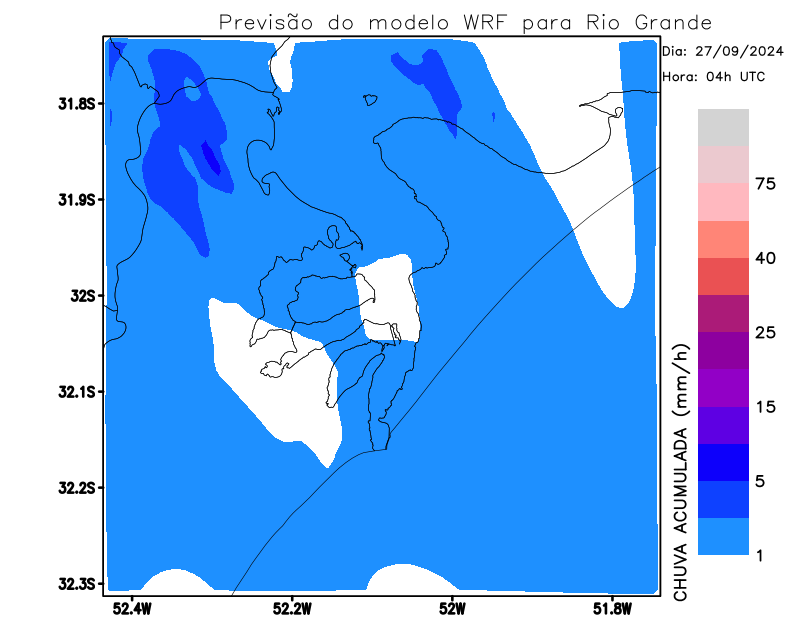 Previsão do modelo WRF para Rio Grande
Dia: 27/09/2024
Hora: 04h UTC
31.8S
31.9S
32S
32.1S
32.2S
32.3S
52.4W
52.2W
52W
51.8W
75
40
25
15
5
1
CHUVA ACUMULADA (mm/h)